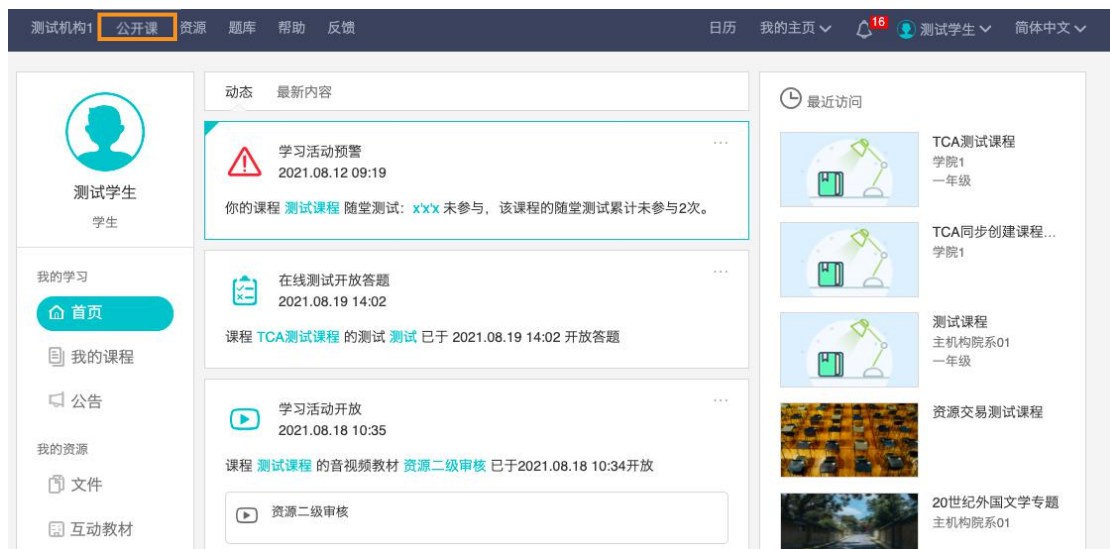 测试机构1 公开课 资源 题库 帮助 反馈 日历 我的主页 16 测试学生 简体中文
测试学生
学生
我的学习
首页
我的课程
公告
我的资源
文件
互动教材
动态 最新内容
学习活动预警
2021.08.12 09:19
你的课程 测试课程 随堂测试：x'x'x 未参与，该课程的随堂测试累计未参与2次。
在线测试开放答题
2021.08.19 14:02
课程 TCA测试课程 的测试 测试 已于 2021.08.19 14:02 开放答题
学习活动开放
2021.08.18 10:35
课程 测试课程 的音视频教材 资源二级审核 已于2021.08.18 10:34开放
资源二级审核
最近访问
TCA测试课程
学院1
一年级
TCA同步创建课程...
学院1
测试课程
主机构院系01
一年级
资源交易测试课程
20世纪外国文学专题
主机构院系01